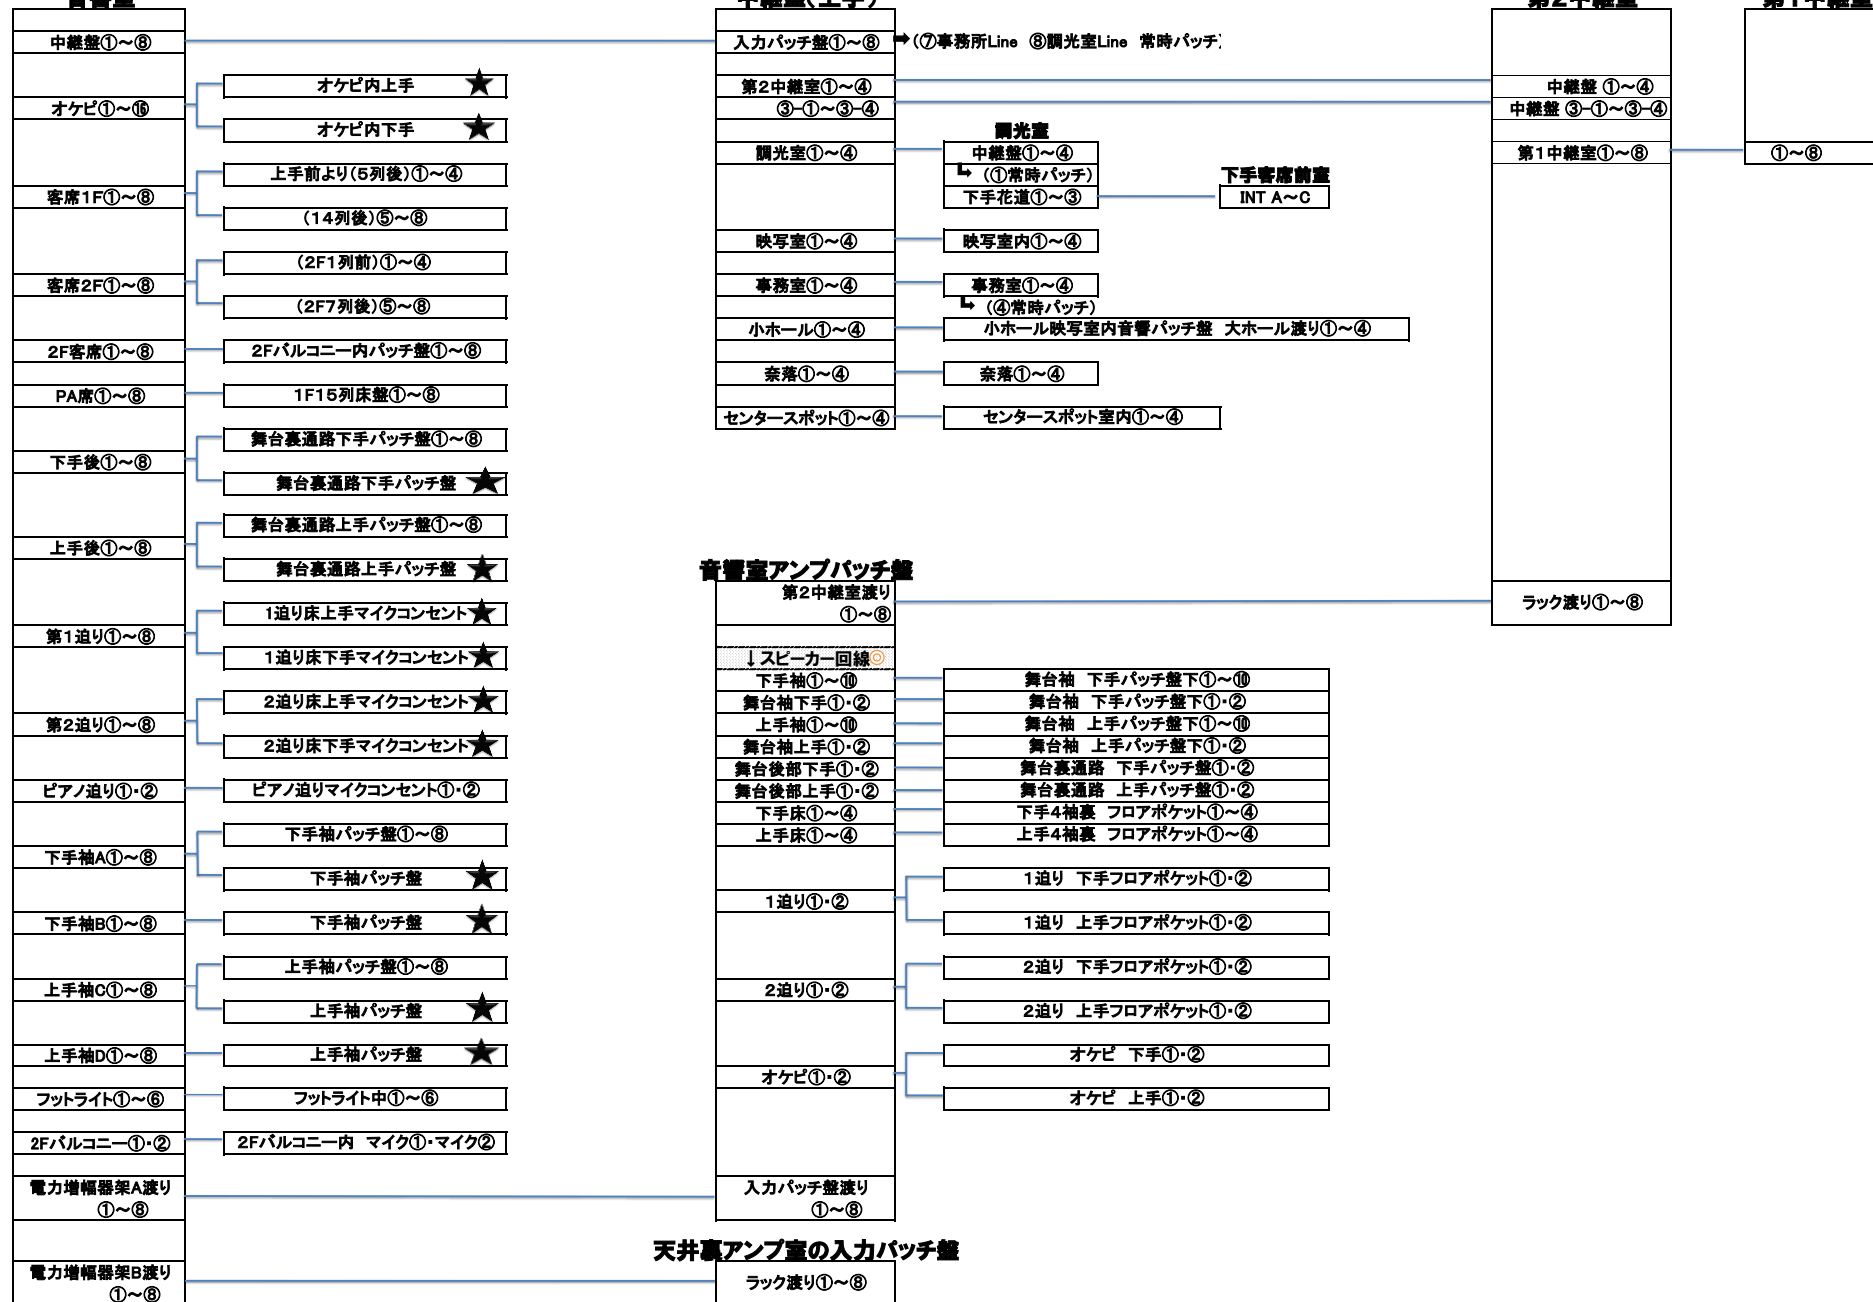 音響室
中継盤①～⑧
オケピ①～⑯
オケピ内上手 ★
オケピ内下手 ★
客席1F①～⑧
上手前より(5列後)①～④
(14列後)⑤～⑧
客席2F①～⑧
(2F1列前)①～④
(2F7列後)⑤～⑧
2F客席①～⑧
2Fバルコニー内パッチ盤①～⑧
PA席①～⑧
1F15列床盤①～⑧
下手後①～⑧
舞台裏通路下手パッチ盤①～⑧
舞台裏通路下手パッチ盤 ★
上手後①～⑧
舞台裏通路上手パッチ盤①～⑧
舞台裏通路上手パッチ盤 ★
第1迫り①～⑧
1迫り床上手マイクコンセント★
1迫り床下手マイクコンセント★
第2迫り①～⑧
2迫り床上手マイクコンセント★
2迫り床下手マイクコンセント★
ピアノ迫り①・②
ピアノ迫りマイクコンセント①・②
下手袖A①～⑧
下手袖パッチ盤①～⑧
下手袖パッチ盤 ★
下手袖B①～⑧
下手袖パッチ盤 ★
上手袖C①～⑧
上手袖パッチ盤①～⑧
上手袖パッチ盤 ★
上手袖D①～⑧
上手袖パッチ盤 ★
フットライト①～⑥
フットライト中①～⑥
2Fバルコニー①・②
2Fバルコニー内 マイク①・マイク②
電力増幅器架A渡り
①～⑧
電力増幅器架B渡り
①～⑧
中継室(上手)
入力パッチ盤①～⑧
➡(⑦事務所Line ⑧調光室Line 常時パッチ)
第2中継室①～④
③-①～③-④
調光室①～④
調光室
中継盤①～④
↳ (①常時パッチ)
下手花道①～③
下手客席前室
INT A～C
映写室①～④
映写室内①～④
事務室①～④
事務室①～④
↳ (④常時パッチ)
小ホール①～④
小ホール映写室内音響パッチ盤 大ホール渡り①～④
奈落①～④
奈落①～④
センタースポット①～④
センタースポット室内①～④
音響室アンプパッチ盤
第2中継室渡り
①～⑧
↓スピーカー回線◎
下手袖①～⑩
舞台袖 下手パッチ盤下①～⑩
舞台袖下手①・②
舞台袖 下手パッチ盤下①・②
上手袖①～⑩
舞台袖 上手パッチ盤下①～⑩
舞台袖上手①・②
舞台袖 上手パッチ盤下①・②
舞台後部下手①・②
舞台裏通路 下手パッチ盤①・②
舞台後部上手①・②
舞台裏通路 上手パッチ盤①・②
下手床①～④
下手4袖裏 フロアポケット①～④
上手床①～④
上手4袖裏 フロアポケット①～④
1迫り①・②
1迫り 下手フロアポケット①・②
1迫り 上手フロアポケット①・②
2迫り①・②
2迫り 下手フロアポケット①・②
2迫り 上手フロアポケット①・②
オケピ①・②
オケピ 下手①・②
オケピ 上手①・②
入力パッチ盤渡り
①～⑧
天井裏アンプ室の入力パッチ盤
ラック渡り①～⑧
第2中継室
中継盤 ①～④
中継盤 ③-①～③-④
第1中継室①～⑧
ラック渡り①～⑧
第1中継室
①～⑧